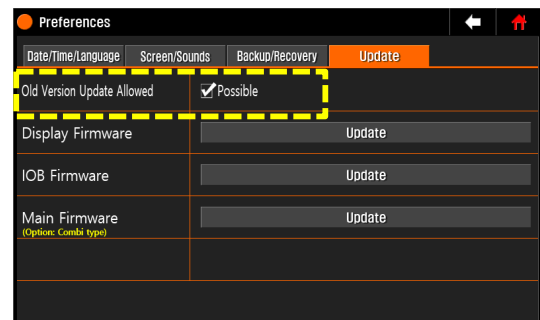 Preferences
Date/Time/Language Screen/Sounds Backup/Recovery Update
Old Version Update Allowed Possible
Display Firmware Update
IOB Firmware Update
Main Firmware Update
(Option: Combi type)